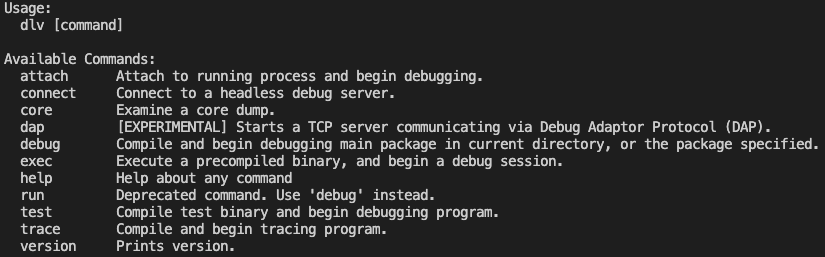 Usage:
  dlv [command]

Available Commands:
  attach      Attach to running process and begin debugging.
  connect     Connect to a headless debug server.
  core        Examine a core dump.
  dap         [EXPERIMENTAL] Starts a TCP server communicating via Debug Adaptor Protocol (DAP).
  debug       Compile and begin debugging main package in current directory, or the package specified.
  exec        Execute a precompiled binary, and begin a debug session.
  help        Help about any command
  run         Deprecated command. Use 'debug' instead.
  test        Compile test binary and begin debugging program.
  trace       Compile and begin tracing program.
  version     Prints version.